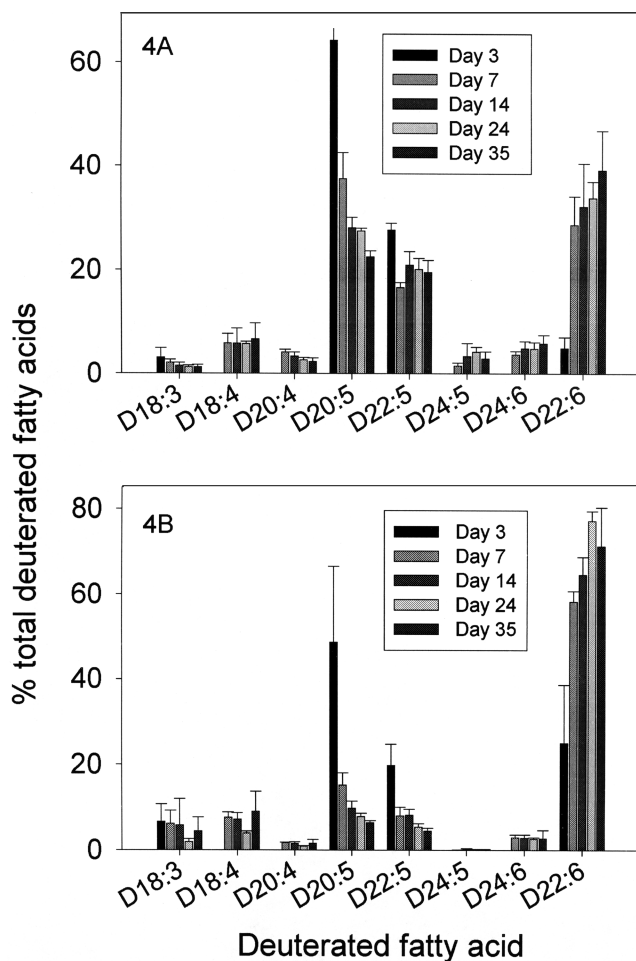 % total deuterated fatty acids
4A
60
40
20
0
Day 3
Day 7
Day 14
Day 24
Day 35
D18:3
D18:4
D20:4
D20:5
D22:5
D24:5
D24:6
D22:6
4B
80
60
40
20
0
Day 3
Day 7
Day 14
Day 24
Day 35
D18:3
D18:4
D20:4
D20:5
D22:5
D24:5
D24:6
D22:6
Deuterated fatty acid